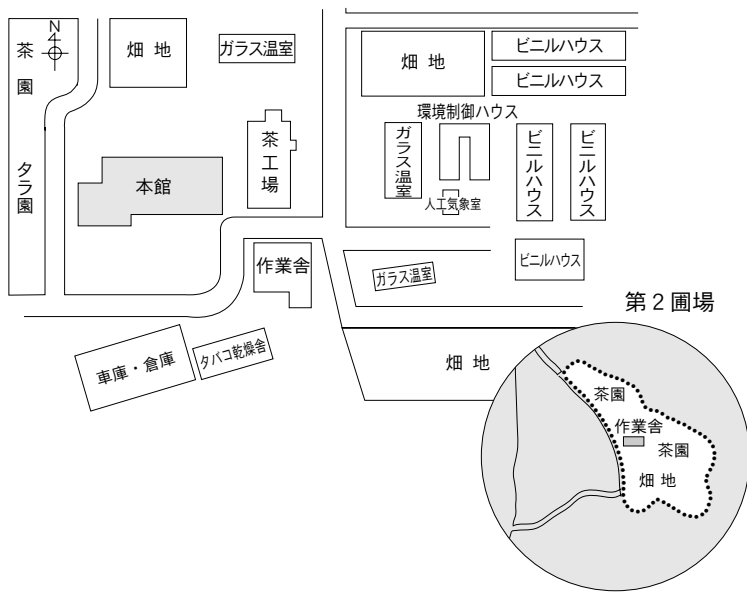 N
茶園
タラ園
畑 地
ガラス温室
茶工場
本館
作業舎
車庫・倉庫
タバコ乾燥舎
畑 地
ビニルハウス
ビニルハウス
環境制御ハウス
ガラス温室
人工気象室
ビニルハウス
ビニルハウス
ビニルハウス
ガラス温室
畑 地
第２圃場
茶園
作業舎
茶園
畑 地